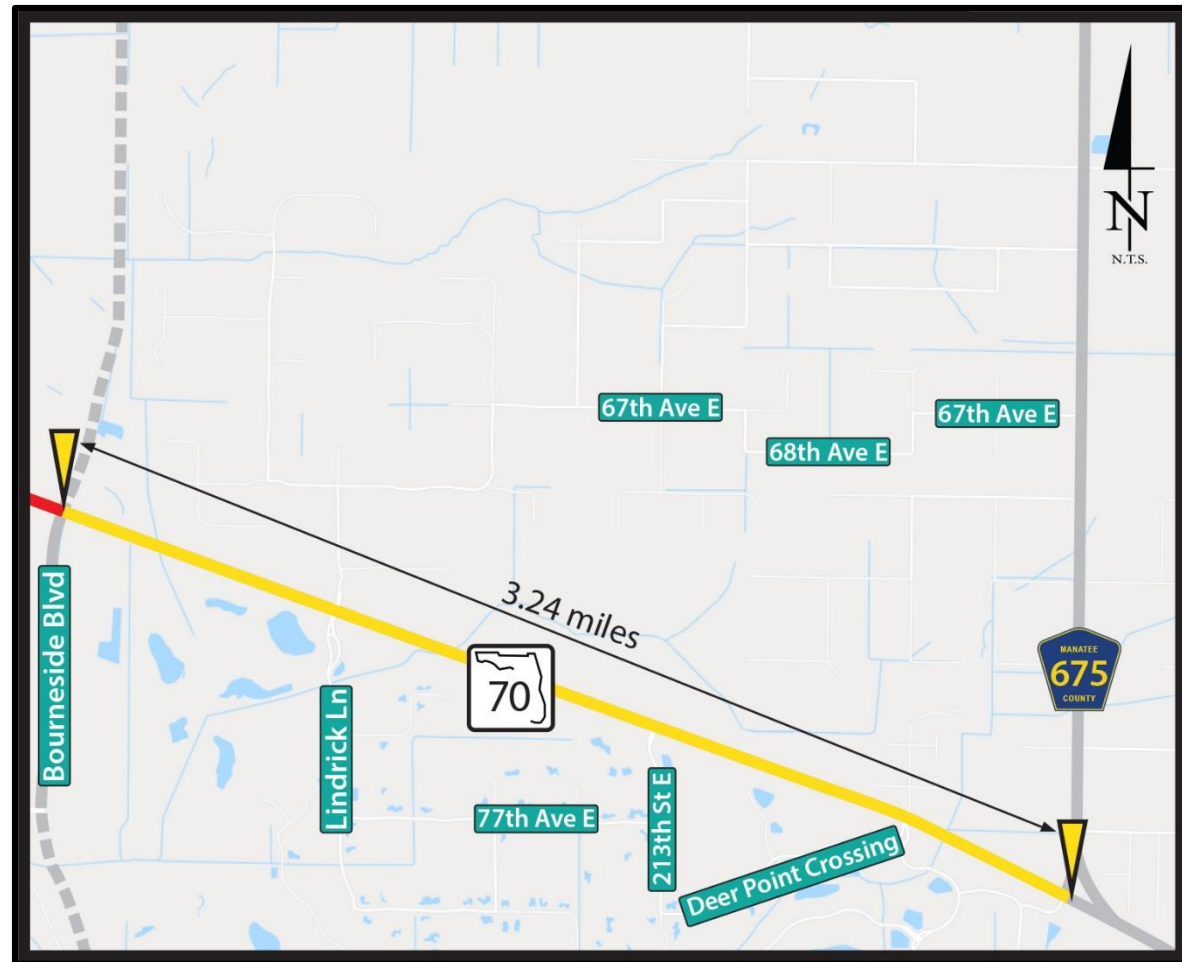 N
N.T.S.
67th Ave E
67th Ave E
68th Ave E
3.24 miles
Bourneside Blvd
MANATEE
675
COUNTY
70
Lindrick Ln
77th Ave E
213th St E
Deer Point Crossing